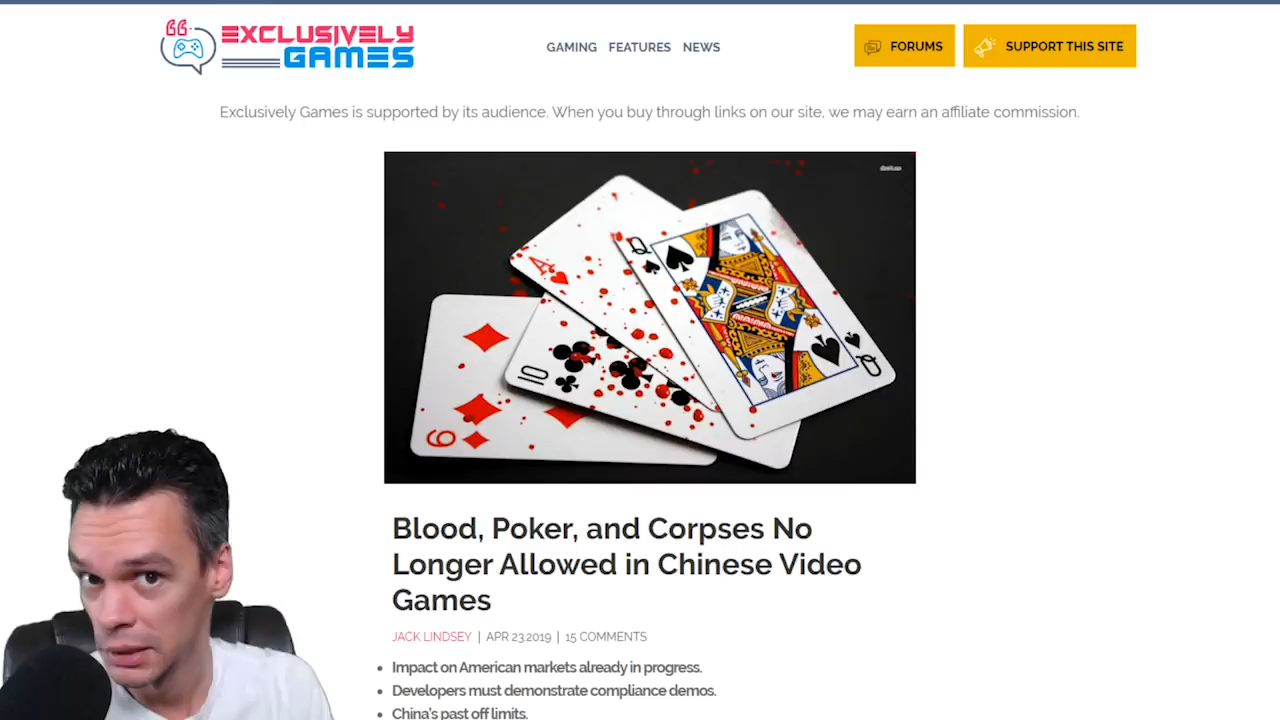 EXCLUSIVELY
GAMES
GAMING FEATURES NEWS
FORUMS
SUPPORT THIS SITE
Exclusively Games is supported by its audience. When you buy through links on our site, we may earn an affiliate commission.
A
Q
10
9
Q
Blood, Poker, and Corpses No
Longer Allowed in Chinese Video
Games
JACK LINDSEY | APR 23.2019 | 15 COMMENTS
• Impact on American markets already in progress.
• Developers must demonstrate compliance demos.
• China's past off limits.